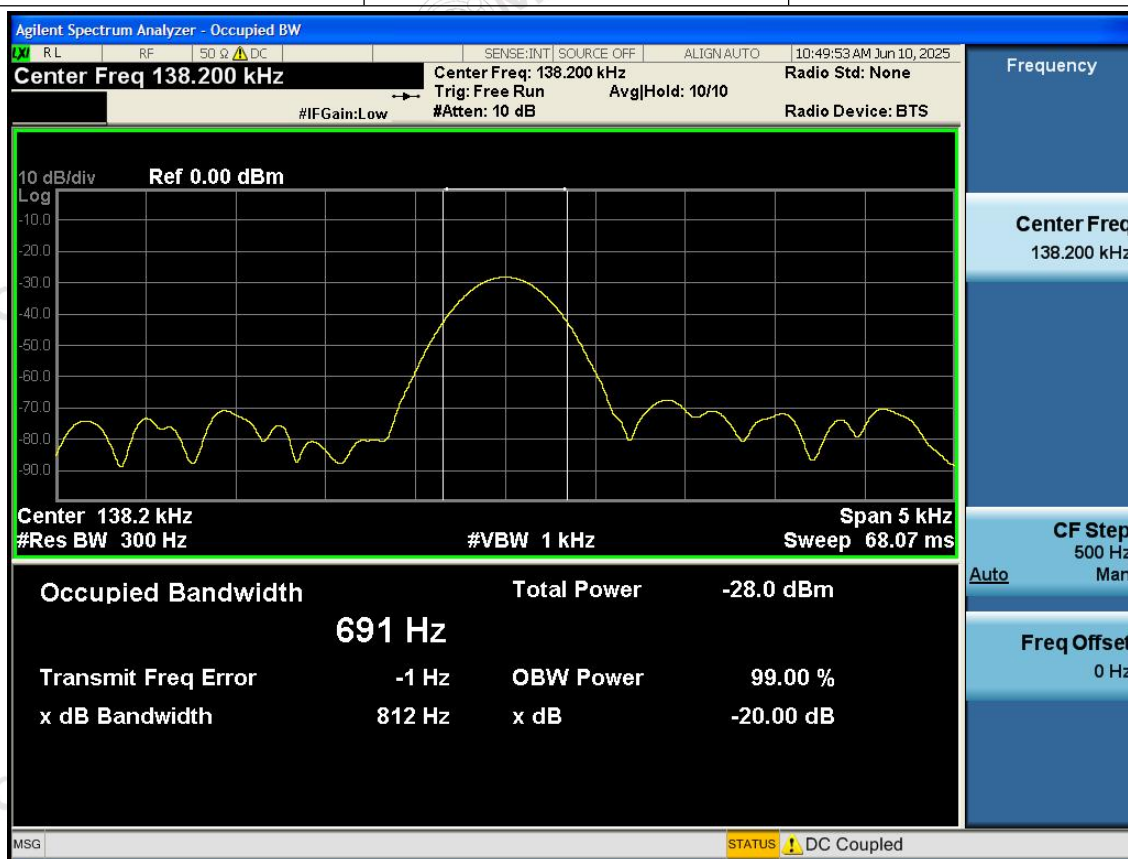 Agilent Spectrum Analyzer - Occupied BW
LXI RL RF 50 Ω DC SENSE:INT SOURCE OFF ALIGN AUTO 10:49:53 AM Jun 10, 2025
Center Freq 138.200 kHz
Center Freq: 138.200 kHz Radio Std: None
Trig: Free Run Avg|Hold: 10/10
#IFGain:Low #Atten: 10 dB Radio Device: BTS
10 dB/div Ref 0.00 dBm
Log
-10.0
-20.0
-30.0
-40.0
-50.0
-60.0
-70.0
-80.0
-90.0
Center 138.2 kHz Span 5 kHz
#Res BW 300 Hz #VBW 1 kHz Sweep 68.07 ms
Occupied Bandwidth Total Power -28.0 dBm
691 Hz
Transmit Freq Error -1 Hz OBW Power 99.00 %
x dB Bandwidth 812 Hz x dB -20.00 dB
MSG STATUS ! DC Coupled
Frequency
Center Freq
138.200 kHz
CF Step
500 Hz
Auto Man
Freq Offset
0 Hz